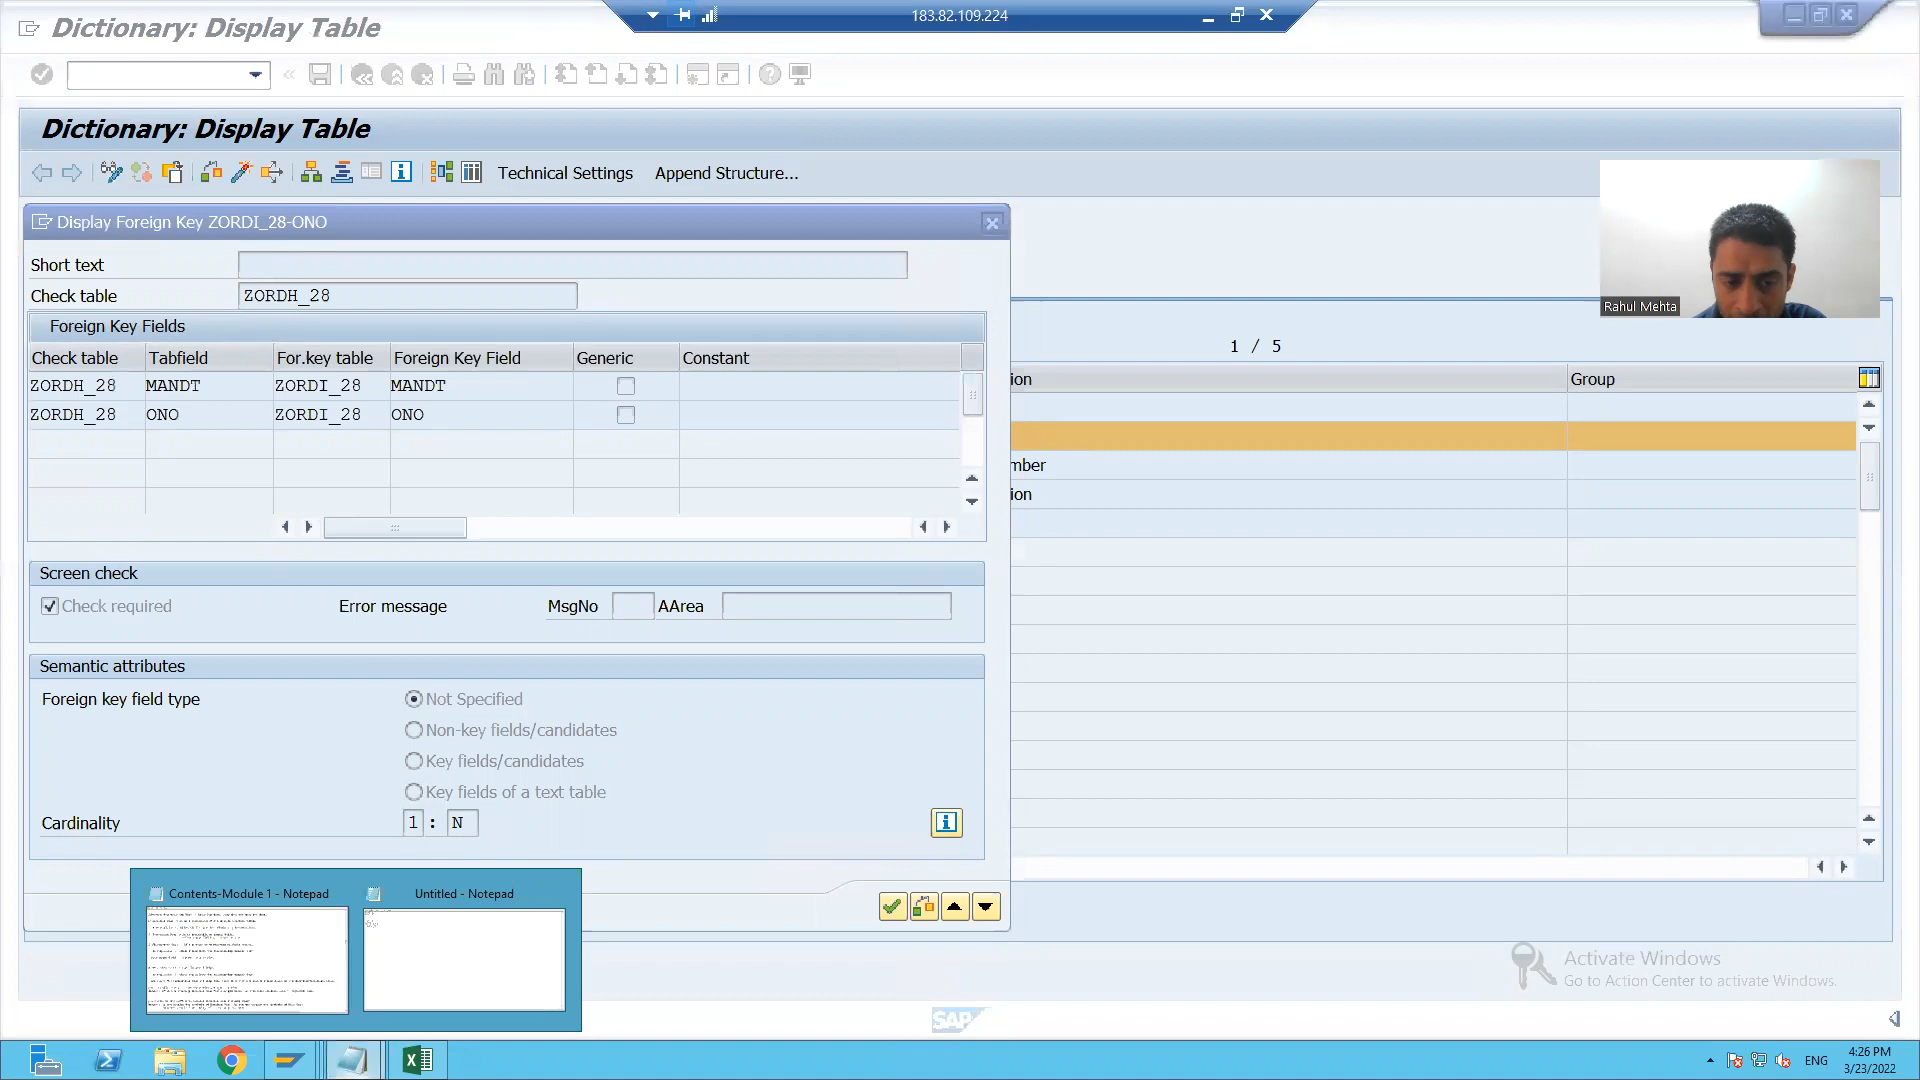 183.82.109.224
Dictionary: Display Table
Dictionary: Display Table
Technical Settings Append Structure...
Display Foreign Key ZORDI_28-ONO
Short text
Check table ZORDH_28
Foreign Key Fields
Check table Tabfield For.key table Foreign Key Field Generic Constant
ZORDH_28 MANDT ZORDI_28 MANDT
ZORDH_28 ONO ZORDI_28 ONO
Screen check
Check required Error message MsgNo AArea
Semantic attributes
Foreign key field type Not Specified
Non-key fields/candidates
Key fields/candidates
Key fields of a text table
Cardinality 1 : N
Rahul Mehta
1 / 5
ion Group
mber
ion
Contents-Module 1 - Notepad Untitled - Notepad
Activate Windows
Go to Action Center to activate Windows.
SAP
ENG
4:26 PM
3/23/2022